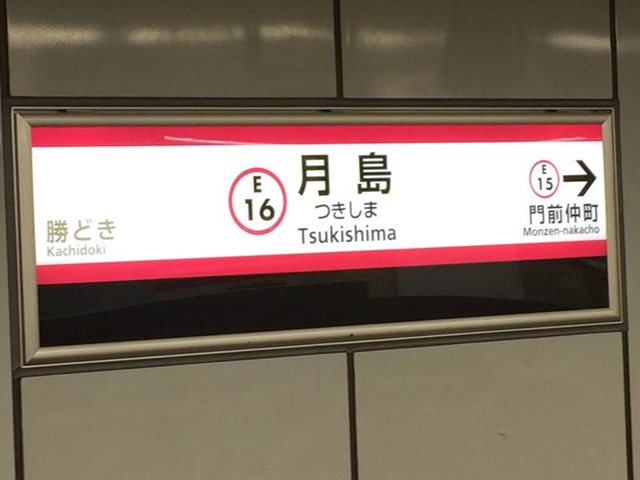 勝どき
Kachidoki
E
16
月島
つきしま
Tsukishima
E
15
門前仲町
Monzen-nakacho